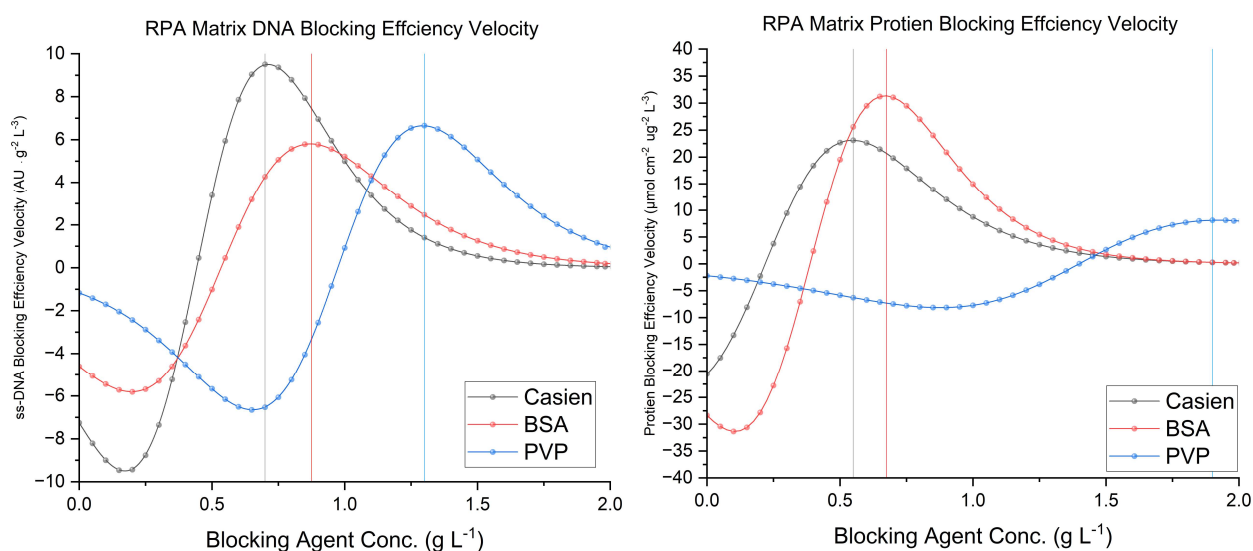 RPA Matrix DNA Blocking Effciency Velocity
ss-DNA Blocking Effciency Velocity (AU · g⁻² L⁻³)
10
8
6
4
2
0
−2
−4
−6
−8
−10
0.0 0.5 1.0 1.5 2.0
Blocking Agent Conc. (g L⁻¹)
Casien
BSA
PVP
RPA Matrix Protien Blocking Effciency Velocity
Protien Blocking Effciency Velocity (μmol cm⁻² ug⁻² L⁻³)
40
35
30
25
20
15
10
5
0
−5
−10
−15
−20
−25
−30
−35
−40
0.0 0.5 1.0 1.5 2.0
Blocking Agent Conc. (g L⁻¹)
Casien
BSA
PVP